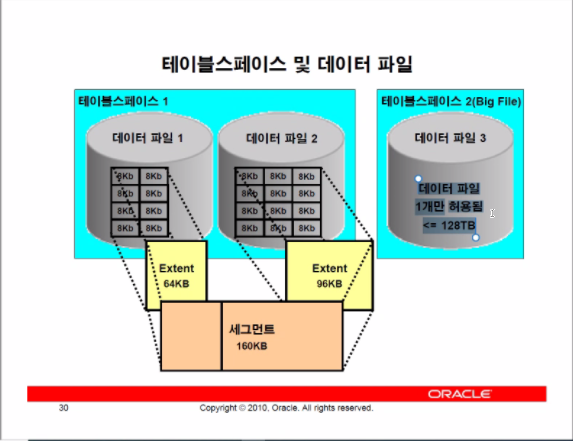 테이블스페이스 및 데이터 파일
테이블스페이스 1
테이블스페이스 2(Big File)
데이터 파일 1
데이터 파일 2
데이터 파일 3
8Kb 8Kb
8Kb 8Kb
8Kb 8Kb
8Kb 8Kb
8Kb 8Kb 8Kb
8Kb 8Kb 8Kb
8Kb 8Kb 8Kb
8Kb 8Kb 8Kb
데이터 파일
1개만 허용됨
<= 128TB
Extent
64KB
Extent
96KB
세그먼트
160KB
ORACLE
30
Copyright © 2010, Oracle. All rights reserved.